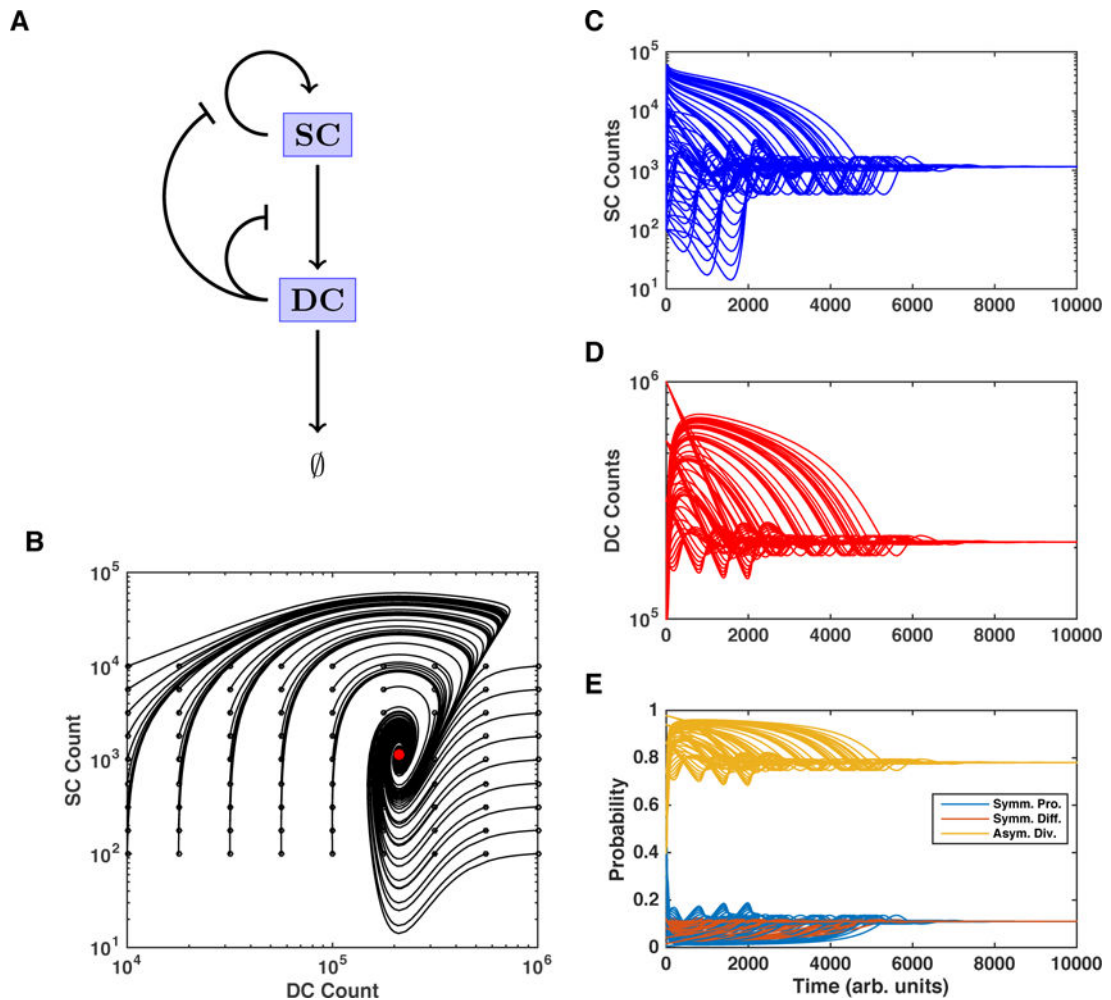 A
SC
DC
∅
B
10^5
10^4
10^3
10^2
10^1
SC Count
10^4
10^5
10^6
DC Count
C
10^5
10^4
10^3
10^2
10^1
SC Counts
0
2000
4000
6000
8000
10000
D
10^6
10^5
DC Counts
0
2000
4000
6000
8000
10000
E
1
0.8
0.6
0.4
0.2
0
Probability
Symm. Pro.
Symm. Diff.
Asym. Div.
0
2000
4000
6000
8000
10000
Time (arb. units)